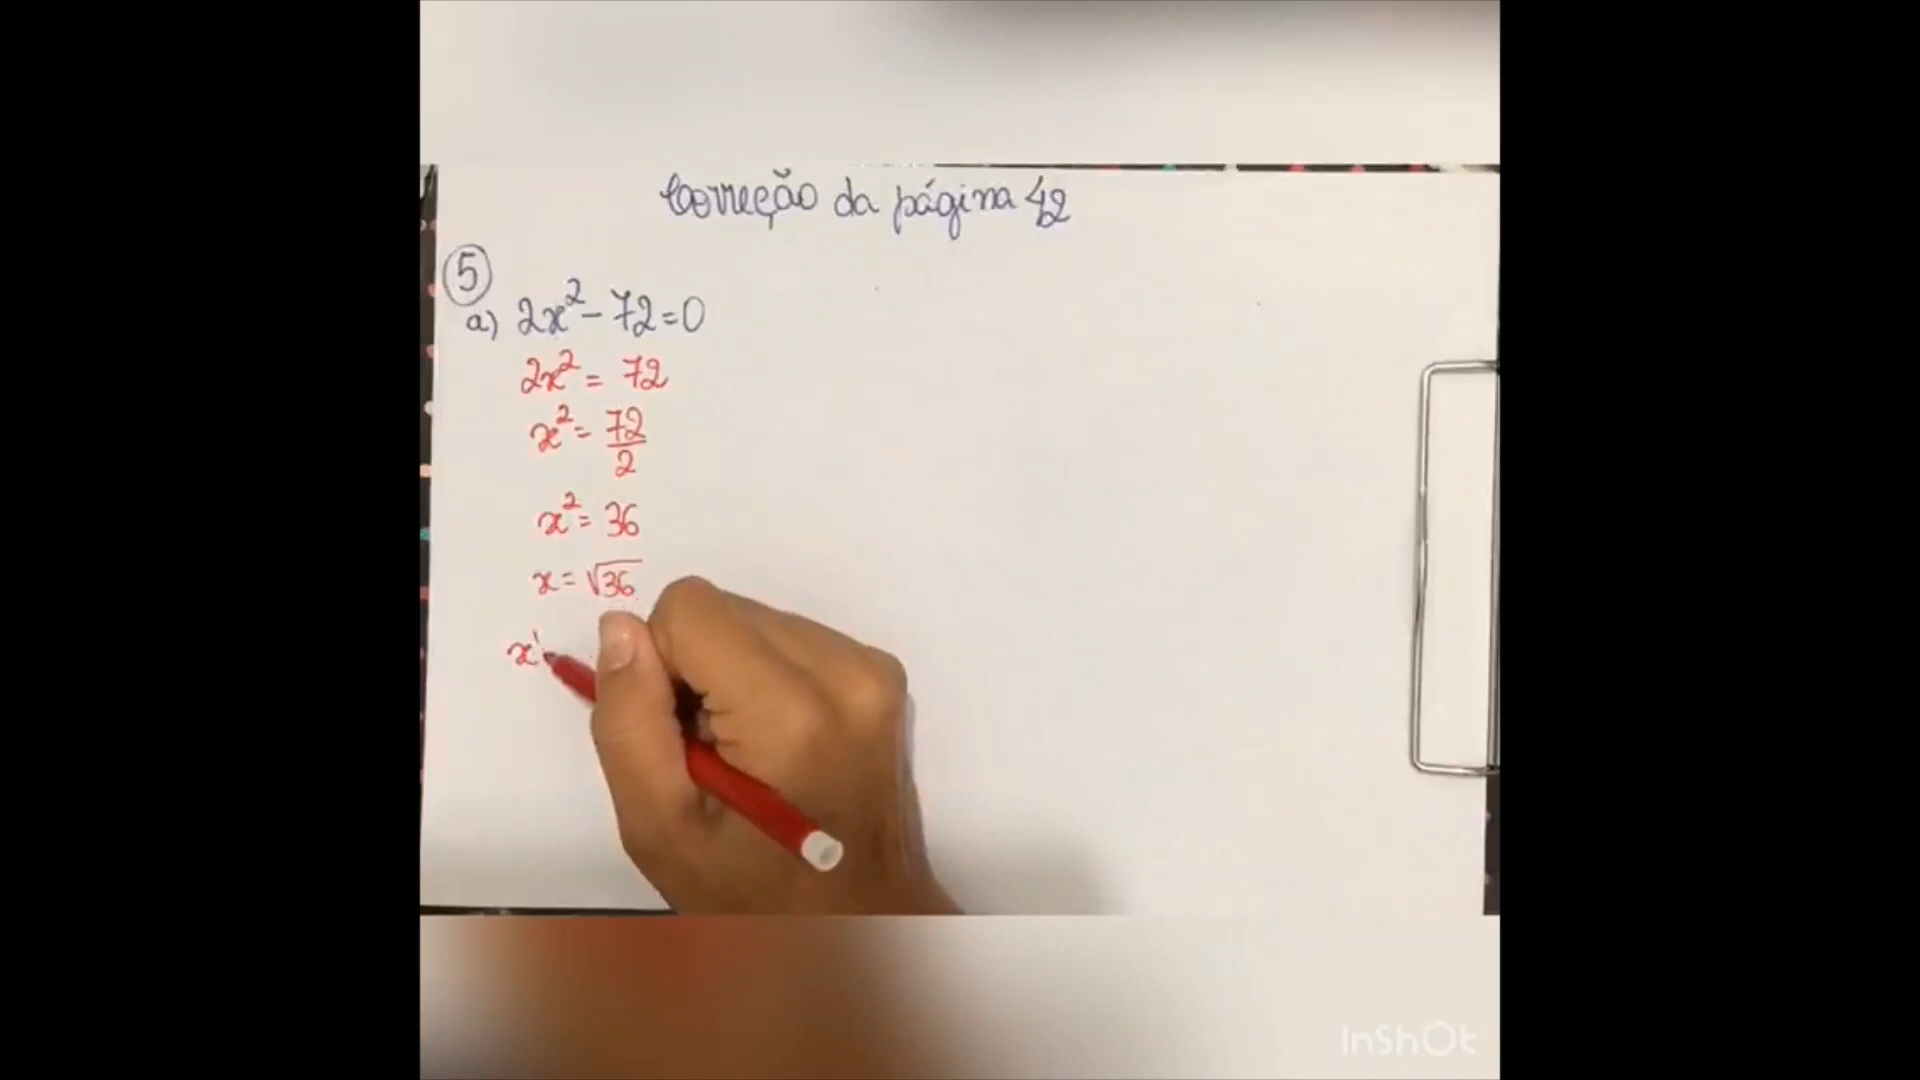 Correção da página 42
5
a) 2x² - 72 = 0
2x² = 72
x² = 72/2
x² = 36
x = √36
x'
InShOt